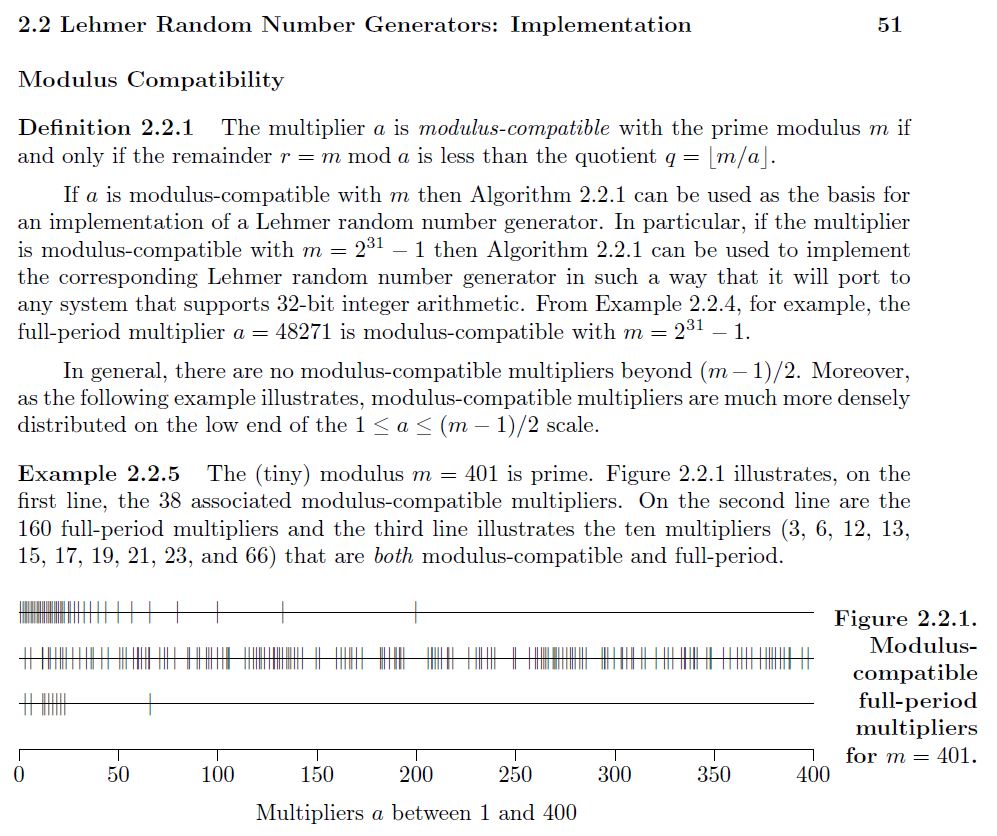 2.2 Lehmer Random Number Generators: Implementation 51
Modulus Compatibility
Definition 2.2.1 The multiplier a is modulus-compatible with the prime modulus m if
and only if the remainder r = m mod a is less than the quotient q = ⌊m/a⌋.
If a is modulus-compatible with m then Algorithm 2.2.1 can be used as the basis for
an implementation of a Lehmer random number generator. In particular, if the multiplier
is modulus-compatible with m = 2³¹ − 1 then Algorithm 2.2.1 can be used to implement
the corresponding Lehmer random number generator in such a way that it will port to
any system that supports 32-bit integer arithmetic. From Example 2.2.4, for example, the
full-period multiplier a = 48271 is modulus-compatible with m = 2³¹ − 1.
In general, there are no modulus-compatible multipliers beyond (m − 1)/2. Moreover,
as the following example illustrates, modulus-compatible multipliers are much more densely
distributed on the low end of the 1 ≤ a ≤ (m − 1)/2 scale.
Example 2.2.5 The (tiny) modulus m = 401 is prime. Figure 2.2.1 illustrates, on the
first line, the 38 associated modulus-compatible multipliers. On the second line are the
160 full-period multipliers and the third line illustrates the ten multipliers (3, 6, 12, 13,
15, 17, 19, 21, 23, and 66) that are both modulus-compatible and full-period.
Figure 2.2.1.
Modulus-
compatible
full-period
multipliers
for m = 401.
0 50 100 150 200 250 300 350 400
Multipliers a between 1 and 400